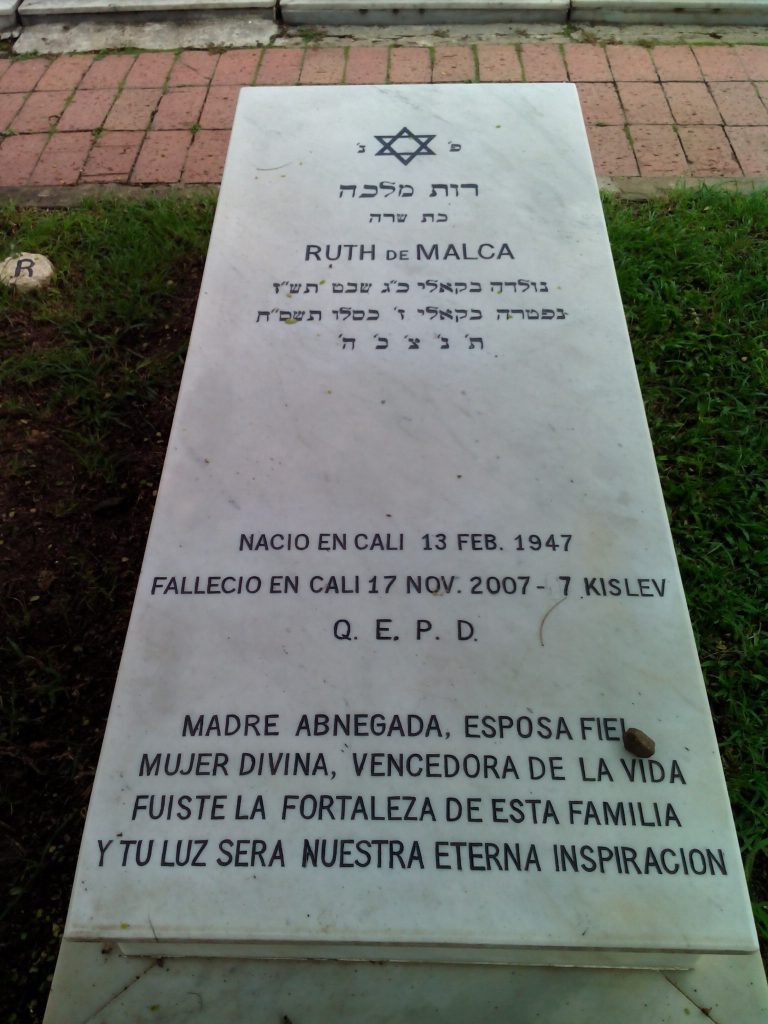 פ׳ נ׳
רות מלכה
בת שרה
RUTH DE MALCA
נולדה בקאלי כ״ג שבט תש״ז
נפטרה בקאלי ז׳ כסלו תשס״ח
ת׳ נ׳ צ׳ ב׳ ה׳
NACIO EN CALI 13 FEB. 1947
FALLECIO EN CALI 17 NOV. 2007 - 7 KISLEV
Q. E. P. D.
MADRE ABNEGADA, ESPOSA FIEL
MUJER DIVINA, VENCEDORA DE LA VIDA
FUISTE LA FORTALEZA DE ESTA FAMILIA
Y TU LUZ SERA NUESTRA ETERNA INSPIRACION
R